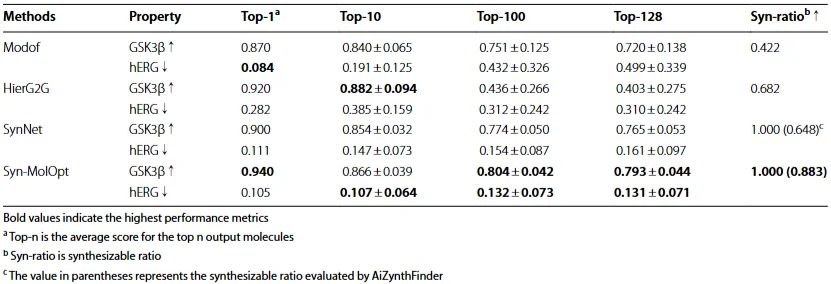 Methods Property Top-1a Top-10 Top-100 Top-128 Syn-ratiob ↑
Modof GSK3β ↑ 0.870 0.840 ± 0.065 0.751 ± 0.125 0.720 ± 0.138 0.422
hERG ↓ 0.084 0.191 ± 0.125 0.432 ± 0.326 0.499 ± 0.339
HierG2G GSK3β ↑ 0.920 0.882 ± 0.094 0.436 ± 0.266 0.403 ± 0.275 0.682
hERG ↓ 0.282 0.385 ± 0.159 0.312 ± 0.242 0.310 ± 0.242
SynNet GSK3β ↑ 0.900 0.854 ± 0.032 0.774 ± 0.050 0.765 ± 0.053 1.000 (0.648)c
hERG ↓ 0.111 0.147 ± 0.073 0.154 ± 0.087 0.161 ± 0.097
Syn-MolOpt GSK3β ↑ 0.940 0.866 ± 0.039 0.804 ± 0.042 0.793 ± 0.044 1.000 (0.883)
hERG ↓ 0.105 0.107 ± 0.064 0.132 ± 0.073 0.131 ± 0.071
Bold values indicate the highest performance metrics
a Top-n is the average score for the top n output molecules
b Syn-ratio is synthesizable ratio
c The value in parentheses represents the synthesizable ratio evaluated by AiZynthFinder